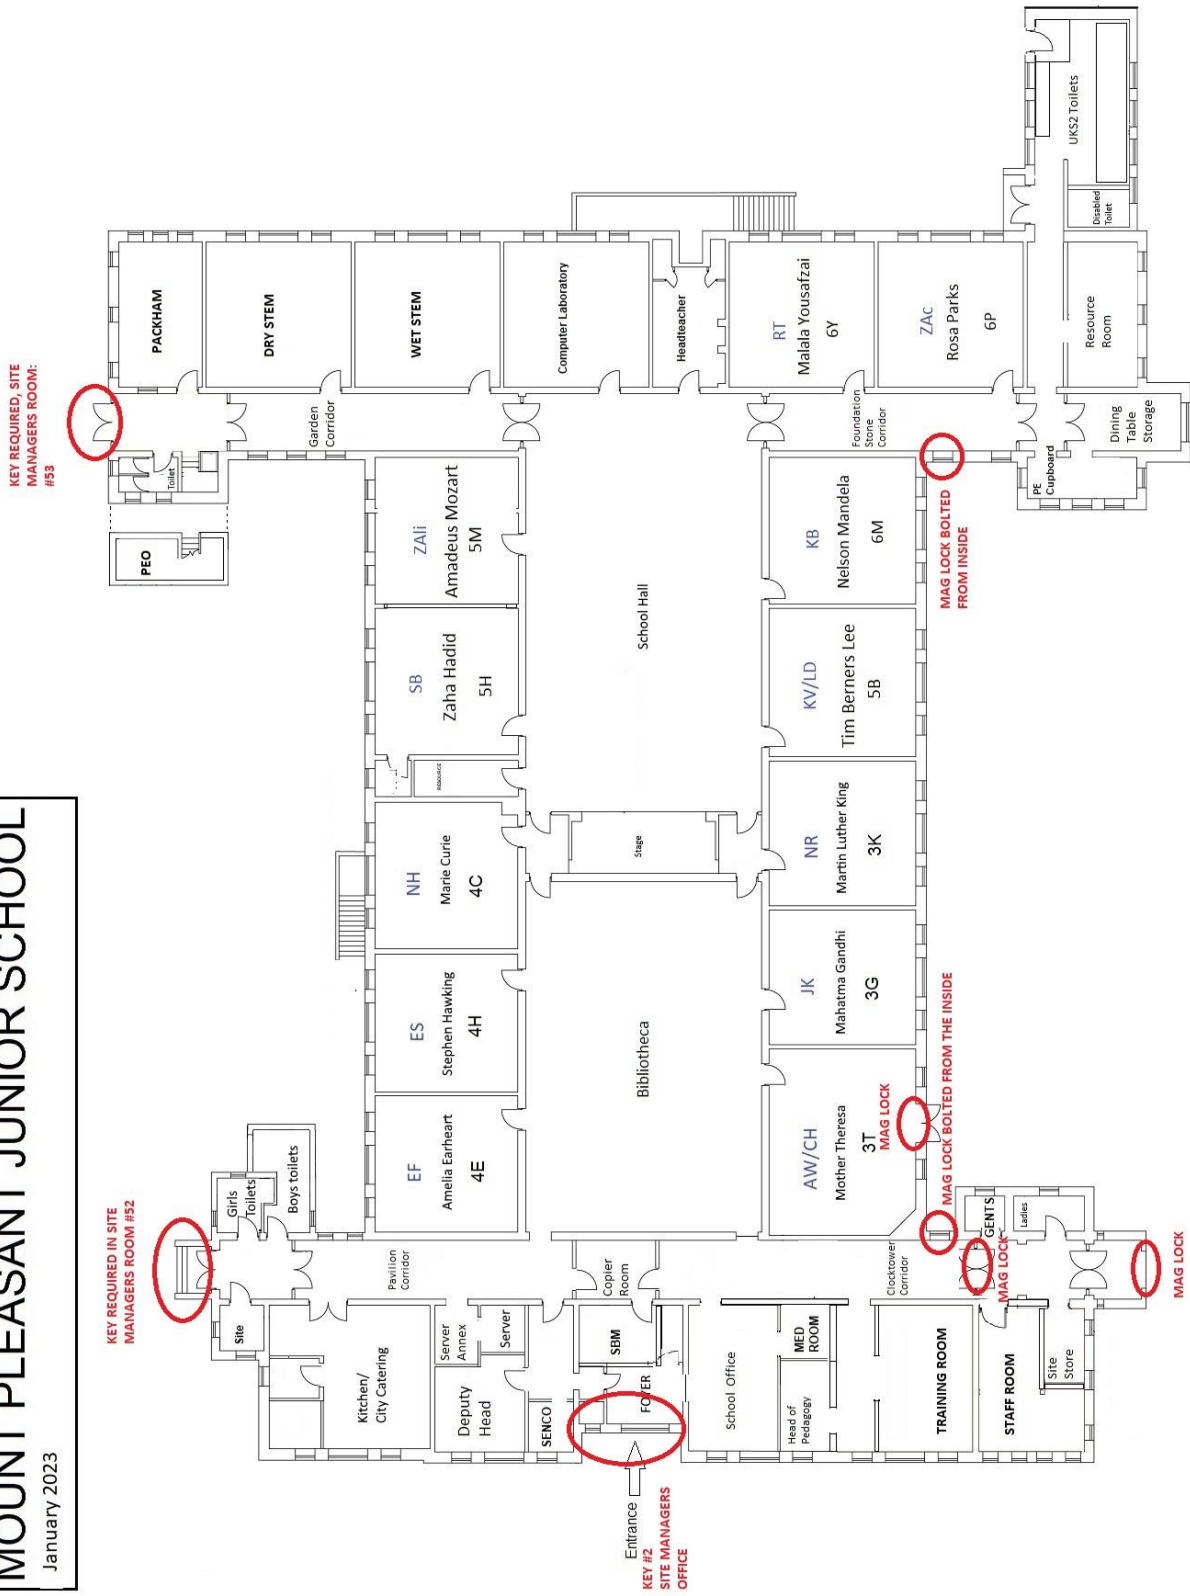 MOUNT PLEASANT JUNIOR SCHOOL
January 2023
KEY REQUIRED, SITE
MANAGERS ROOM:
#53
PACKHAM
DRY STEM
WET STEM
Computer Laboratory
Headteacher
RT
Malala Yousafzai
6Y
ZAc
Rosa Parks
6P
Resource
Room
Disabled
Toilet
UKS2 Toilets
Garden
Corridor
Toilet
PEO
Foundation
Stone
Corridor
Dining
Table
Storage
PE
Cupboard
MAG LOCK BOLTED
FROM INSIDE
ZAli
Amadeus Mozart
5M
SB
Zaha Hadid
5H
RESOURCE
NH
Marie Curie
4C
ES
Stephen Hawking
4H
EF
Amelia Earheart
4E
School Hall
Stage
Bibliotheca
KB
Nelson Mandela
6M
KV/LD
Tim Berners Lee
5B
NR
Martin Luther King
3K
JK
Mahatma Gandhi
3G
AW/CH
Mother Theresa
3T
MAG LOCK
MAG LOCK BOLTED FROM THE INSIDE
KEY REQUIRED IN SITE
MANAGERS ROOM #52
Girls
Toilets
Boys toilets
Site
Pavilion
Corridor
Copier
Room
Clocktower
Corridor
GENTS
Ladies
MAG LOCK
MAG LOCK
Kitchen/
City Catering
Server
Annex
Server
Deputy
Head
SENCO
SBM
FOYER
School Office
MED
ROOM
Head of
Pedagogy
TRAINING ROOM
STAFF ROOM
Site
Store
Entrance
KEY #2
SITE MANAGERS
OFFICE